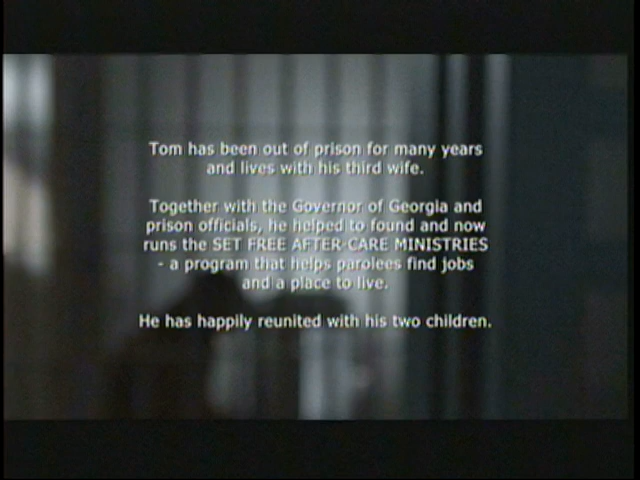 Tom has been out of prison for many years
and lives with his third wife.
Together with the Governor of Georgia and
prison officials, he helped to found and now
runs the SET FREE AFTER-CARE MINISTRIES
- a program that helps parolees find jobs
and a place to live.
He has happily reunited with his two children.